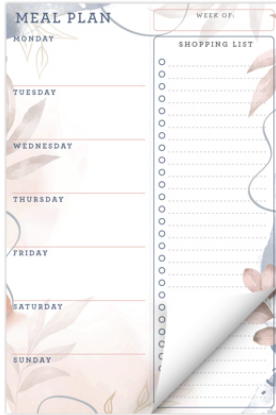 MEAL PLAN
WEEK OF:
MONDAY
SHOPPING LIST
TUESDAY
WEDNESDAY
THURSDAY
FRIDAY
SATURDAY
SUNDAY